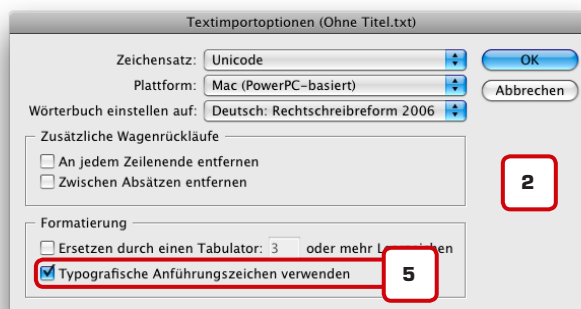 Textimportoptionen (Ohne Titel.txt)
Zeichensatz: Unicode OK
Plattform: Mac (PowerPC-basiert) Abbrechen
Wörterbuch einstellen auf: Deutsch: Rechtschreibreform 2006
Zusätzliche Wagenrückläufe
An jedem Zeilenende entfernen
Zwischen Absätzen entfernen
2
Formatierung
Ersetzen durch einen Tabulator: 3 oder mehr
Typografische Anführungszeichen verwenden 5